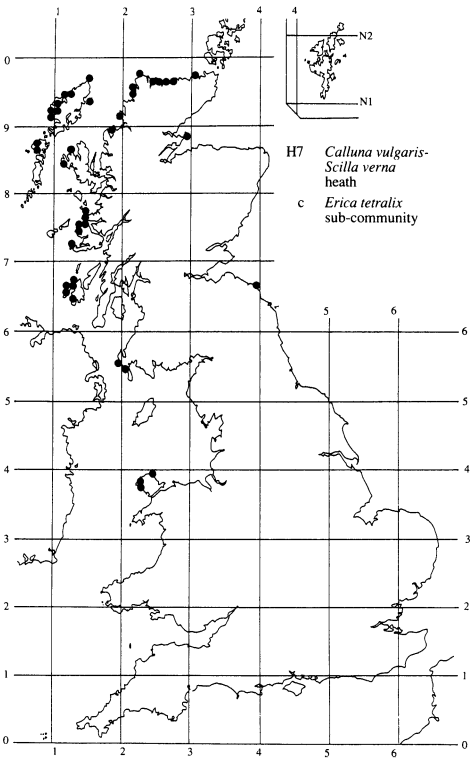 1 2 3 4 4
N2
N1
0
9
H7 Calluna vulgaris-
Scilla verna
heath
c Erica tetralix
sub-community
8
7
5 6
6 6
5 5
4 4
3 3
2 2
1 1
0 0
1 2 3 4 5 6